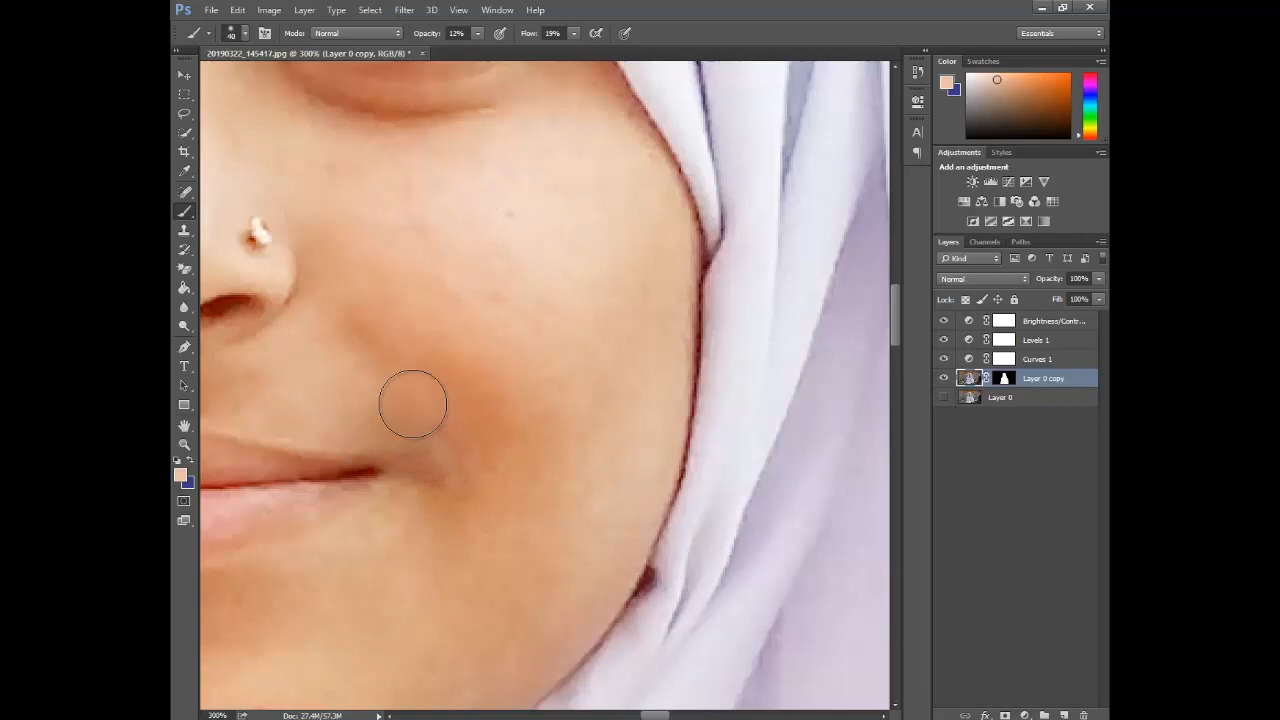 Ps File Edit Image Layer Type Select Filter 3D View Window Help
40 Mode: Normal Opacity: 12% Flow: 19% Essentials
20190322_145417.jpg @ 300% (Layer 0 copy, RGB/8) * ×
Color Swatches
Adjustments Styles
Add an adjustment
Layers Channels Paths
Kind
Normal Opacity: 100%
Lock: Fill: 100%
Brightness/Contr...
Levels 1
Curves 1
Layer 0 copy
Layer 0
300% Doc: 27.4M/57.3M